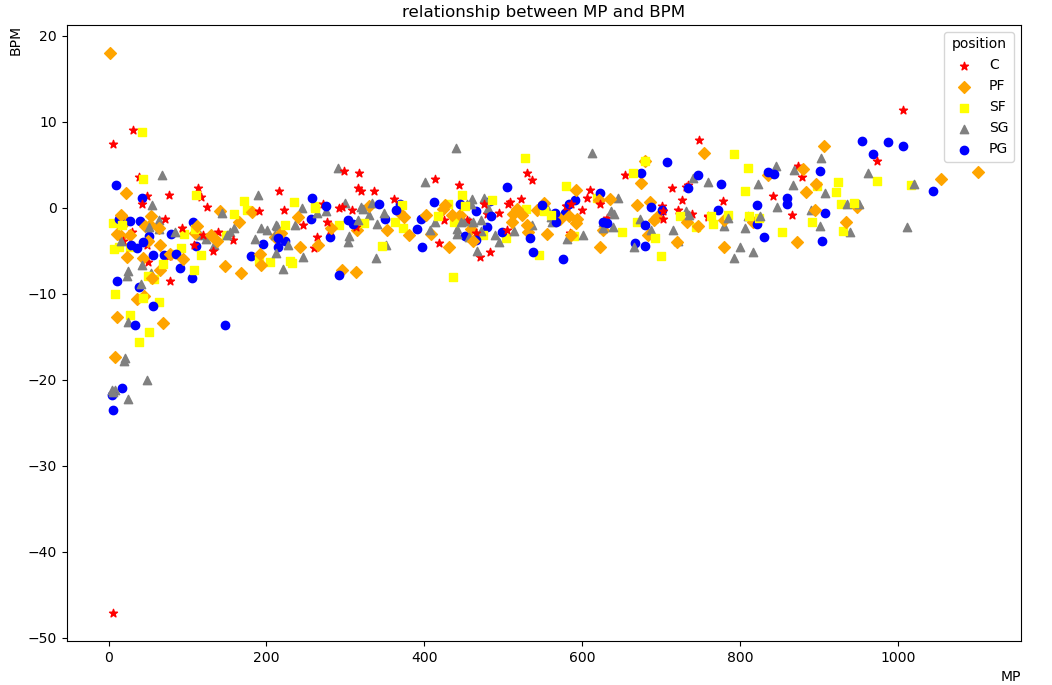 relationship between MP and BPM
BPM
20
10
0
−10
−20
−30
−40
−50
position
C
PF
SF
SG
PG
0 200 400 600 800 1000
MP